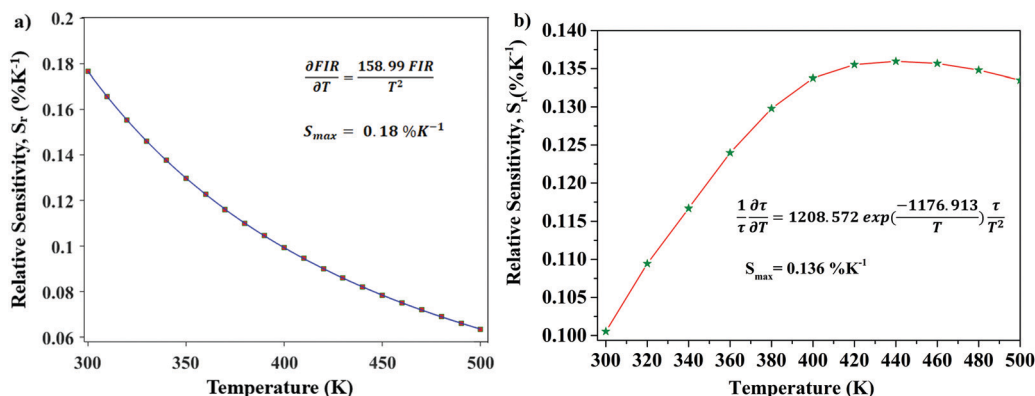 a)
0.2
0.18
0.16
0.14
0.12
0.1
0.08
0.06
Relative Sensitivity, Sᵣ (%K⁻¹)
∂FIR/∂T = 158.99 FIR/T²
Sₘₐₓ = 0.18 %K⁻¹
300 350 400 450 500
Temperature (K)
b)
0.140
0.135
0.130
0.125
0.120
0.115
0.110
0.105
0.100
Relative Sensitivity, Sᵣ(%K⁻¹)
1/τ ∂τ/∂T = 1208.572 exp(−1176.913/T) τ/T²
Sₘₐₓ = 0.136 %K⁻¹
300 320 340 360 380 400 420 440 460 480 500
Temperature (K)